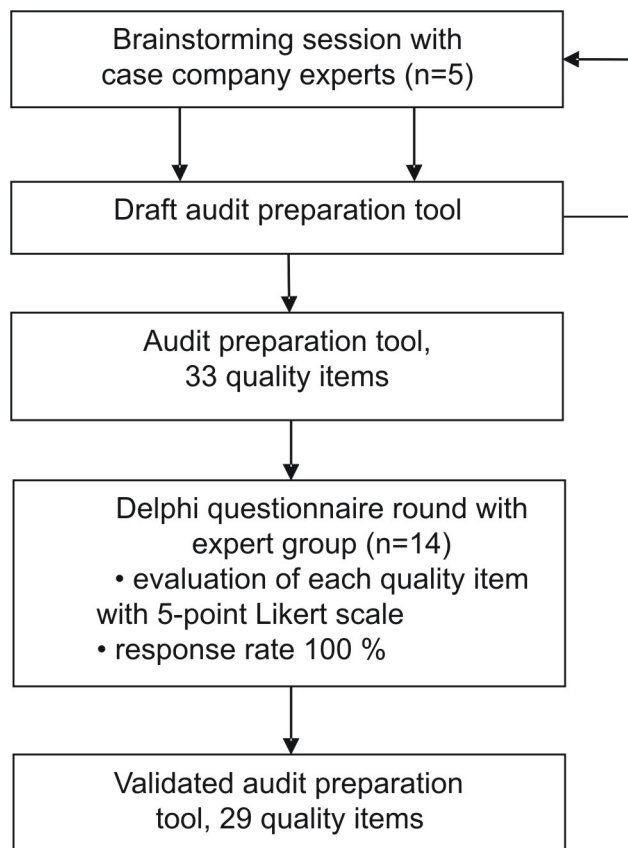 Brainstorming session with
case company experts (n=5)
Draft audit preparation tool
Audit preparation tool,
33 quality items
Delphi questionnaire round with
expert group (n=14)
• evaluation of each quality item
with 5-point Likert scale
• response rate 100 %
Validated audit preparation
tool, 29 quality items